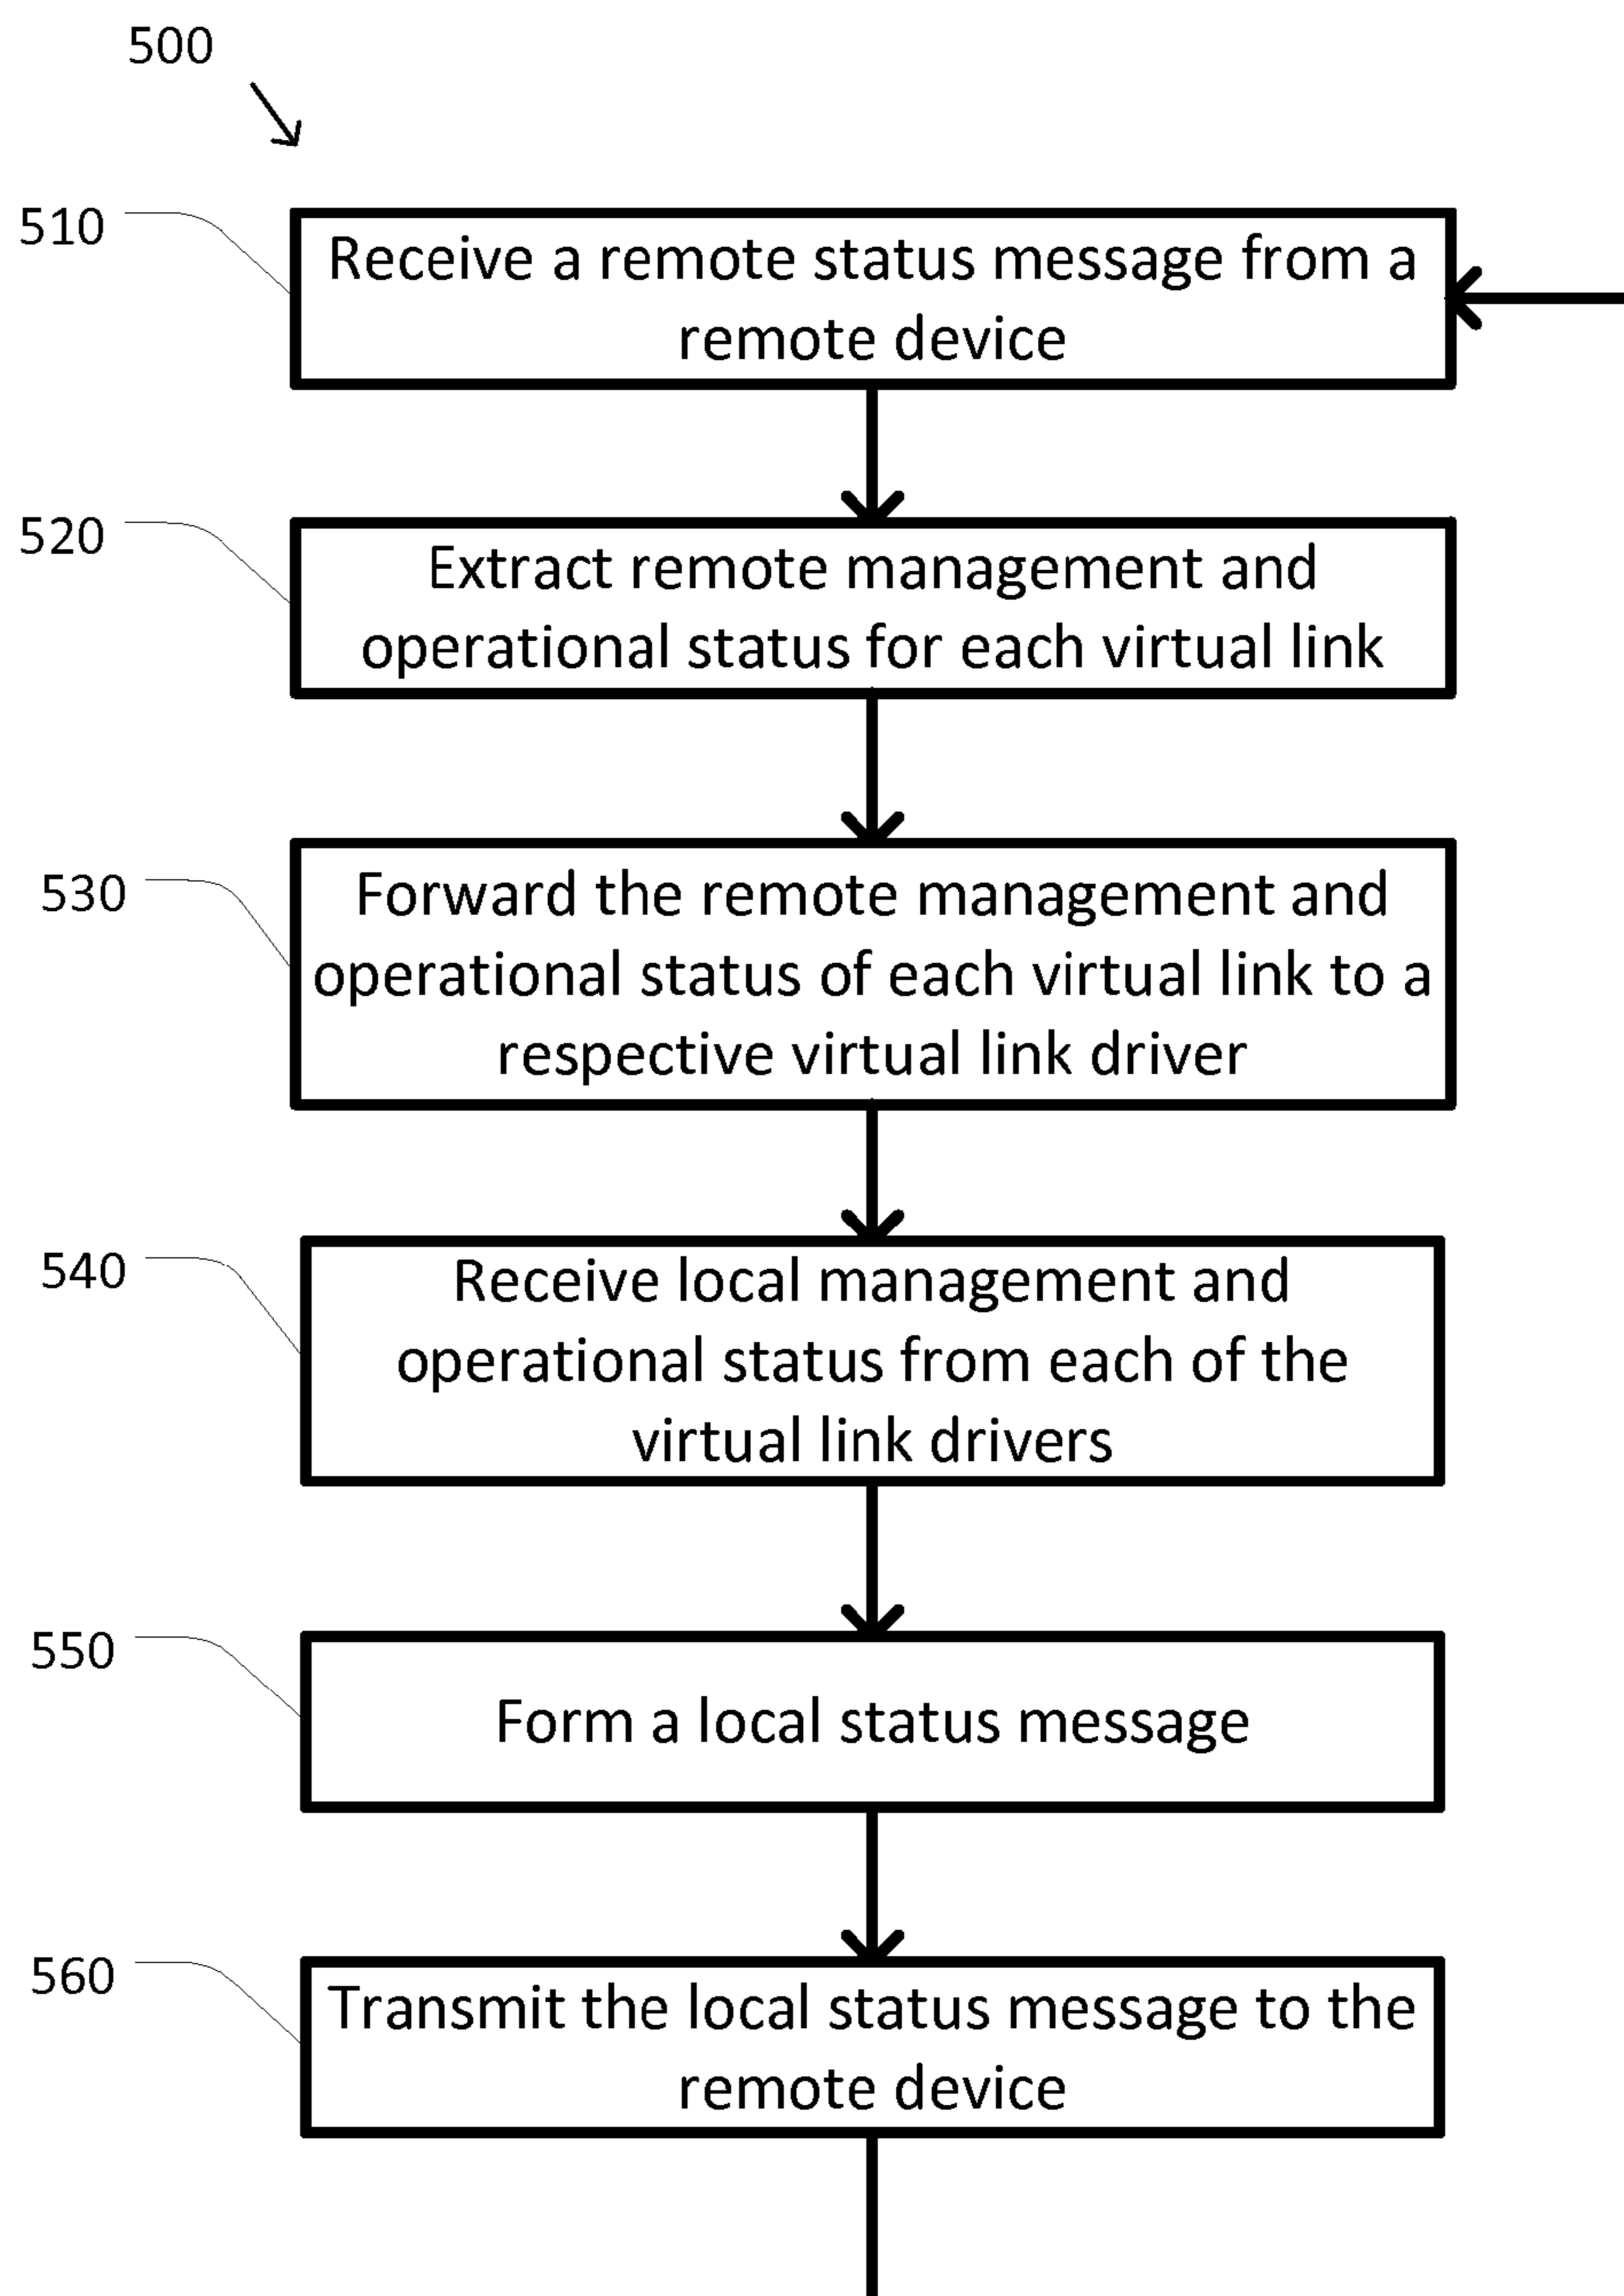 500
510
Receive a remote status message from a
remote device
520
Extract remote management and
operational status for each virtual link
530
Forward the remote management and
operational status of each virtual link to a
respective virtual link driver
540
Receive local management and
operational status from each of the
virtual link drivers
550
Form a local status message
560
Transmit the local status message to the
remote device